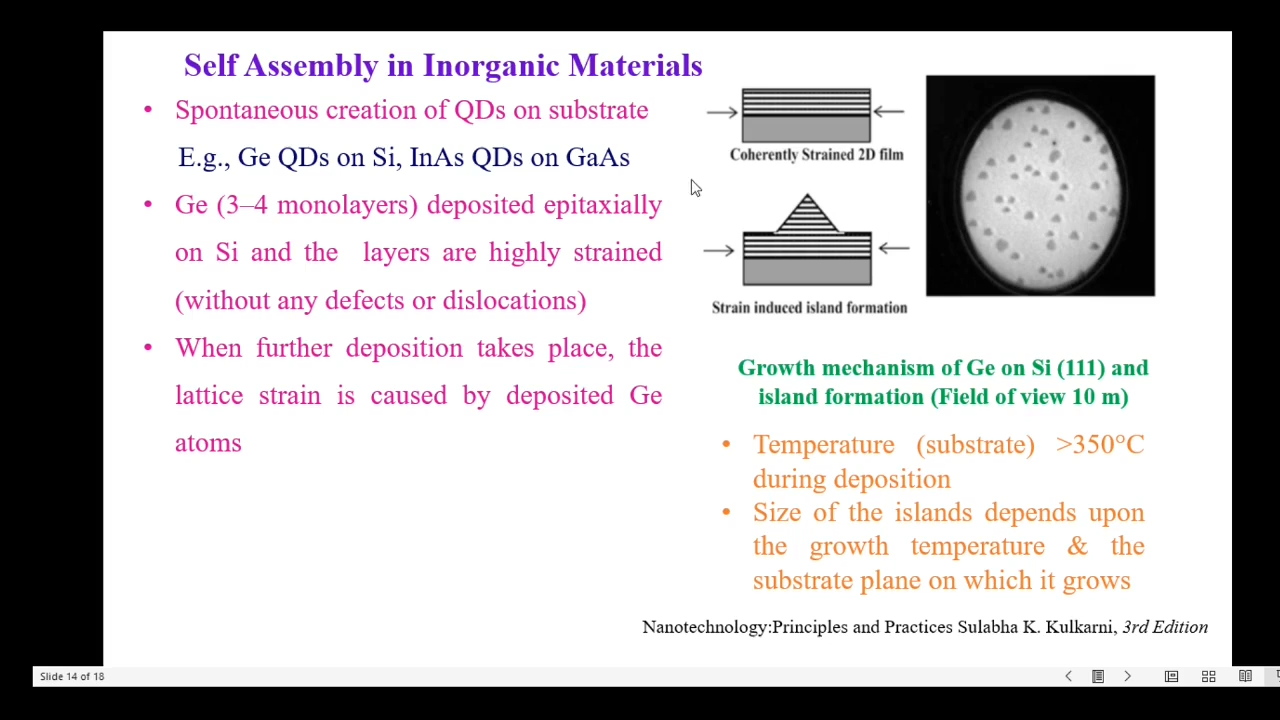 Self Assembly in Inorganic Materials
• Spontaneous creation of QDs on substrate
E.g., Ge QDs on Si, InAs QDs on GaAs
• Ge (3–4 monolayers) deposited epitaxially
on Si and the layers are highly strained
(without any defects or dislocations)
• When further deposition takes place, the
lattice strain is caused by deposited Ge
atoms
Coherently Strained 2D film
Strain induced island formation
Growth mechanism of Ge on Si (111) and
island formation (Field of view 10 m)
• Temperature (substrate) >350°C
during deposition
• Size of the islands depends upon
the growth temperature & the
substrate plane on which it grows
Nanotechnology:Principles and Practices Sulabha K. Kulkarni, 3rd Edition
Slide 14 of 18